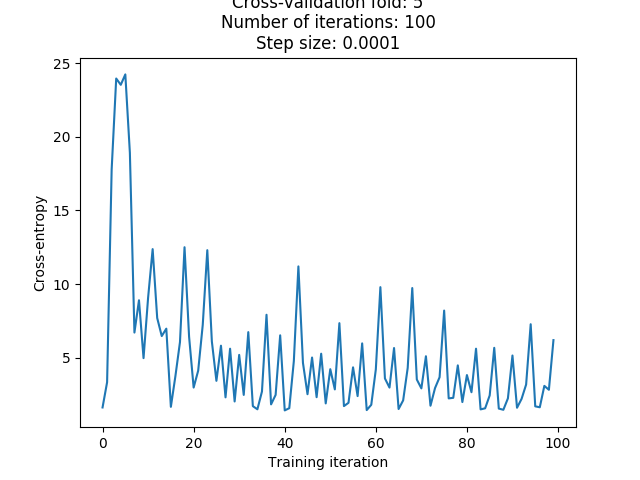 Cross-validation fold: 5
Number of iterations: 100
Step size: 0.0001
25
20
15
10
5
Cross-entropy
0 20 40 60 80 100
Training iteration